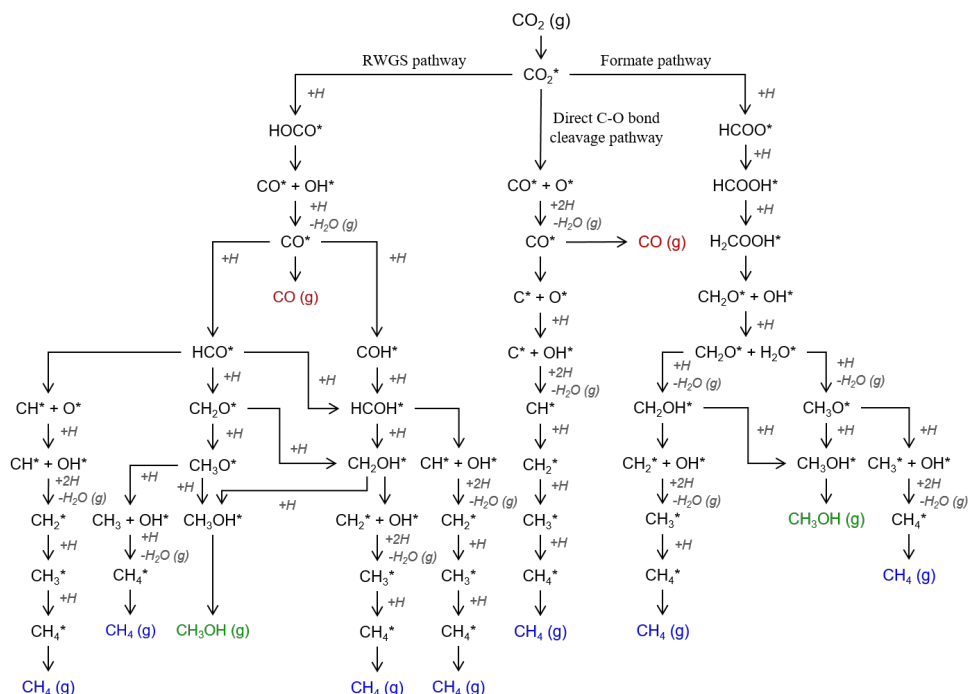 CO₂ (g)
RWGS pathway
Formate pathway
CO₂*
+H
+H
HOCO*
Direct C-O bond
cleavage pathway
HCOO*
+H
CO* + OH*
CO* + O*
HCOOH*
+H
-H₂O (g)
+2H
-H₂O (g)
+H
CO*
CO*
CO (g)
H₂COOH*
+H
+H
CO (g)
C* + O*
CH₂O* + OH*
+H
+H
HCO*
COH*
C* + OH*
CH₂O* + H₂O*
+H
+H
+H
+2H
-H₂O (g)
+H
-H₂O (g)
+H
-H₂O (g)
CH* + O*
CH₂O*
HCOH*
CH*
CH₂OH*
CH₃O*
+H
+H
+H
+H
+H
+H
+H
+H
+H
CH* + OH*
CH₃O*
CH₂OH*
CH* + OH*
CH₂*
CH₂* + OH*
CH₃OH*
CH₃* + OH*
+2H
-H₂O (g)
+H
+H
+H
+2H
-H₂O (g)
+H
+2H
-H₂O (g)
+2H
-H₂O (g)
CH₂*
CH₃ + OH*
CH₃OH*
CH₂* + OH*
CH₂*
CH₃*
CH₃*
CH₃OH (g)
CH₄*
+H
+H
-H₂O (g)
+2H
-H₂O (g)
+H
+H
+H
CH₃*
CH₄*
CH₃*
CH₃*
CH₄*
CH₄*
CH₄ (g)
+H
+H
+H
CH₄*
CH₄ (g)
CH₃OH (g)
CH₄*
CH₄*
CH₄ (g)
CH₄ (g)
CH₄ (g)
CH₄ (g)
CH₄ (g)